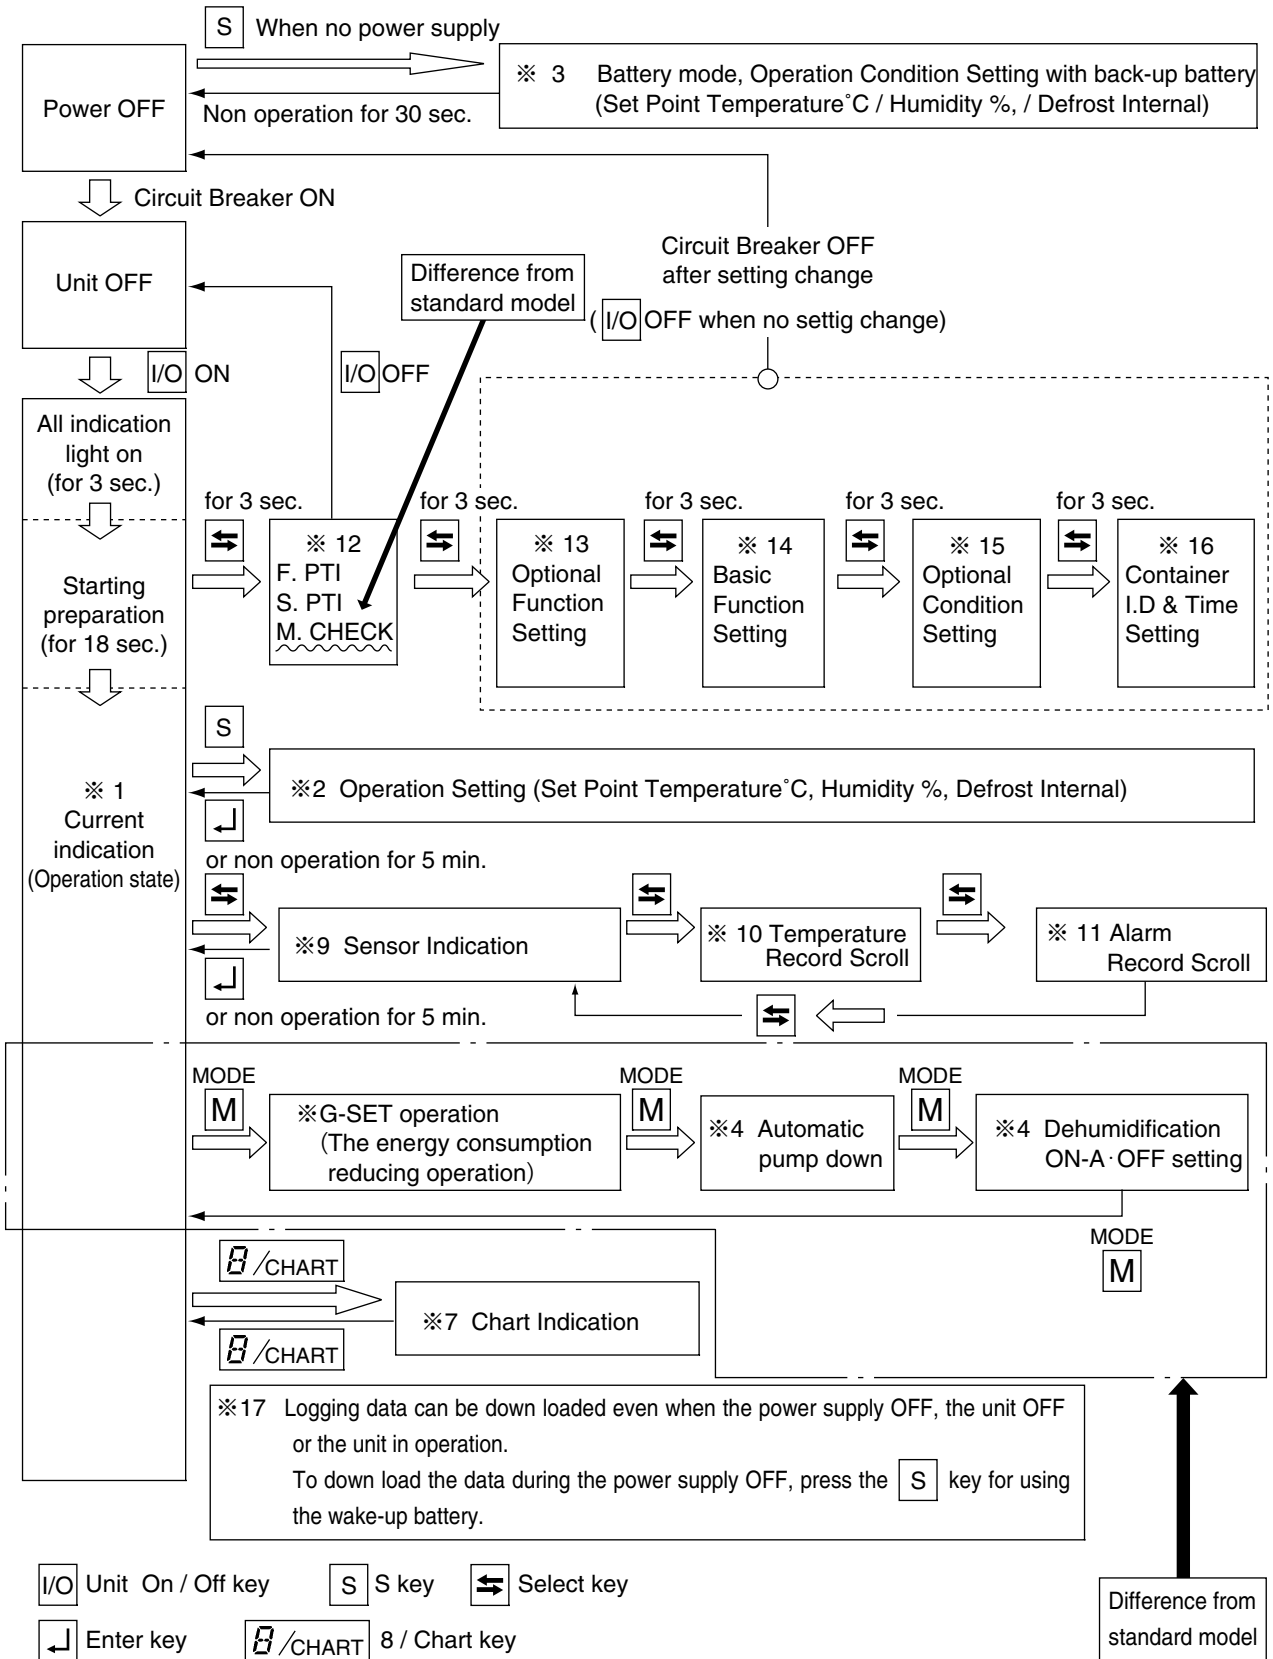 S When no power supply
Power OFF
※ 3 Battery mode, Operation Condition Setting with back-up battery
(Set Point Temperature˚C / Humidity %, / Defrost Internal)
Non operation for 30 sec.
Circuit Breaker ON
Unit OFF
Difference from
standard model
Circuit Breaker OFF
after setting change
( I/O OFF when no settig change)
I/O ON
I/O OFF
All indication
light on
(for 3 sec.)
for 3 sec.
for 3 sec.
for 3 sec.
for 3 sec.
for 3 sec.
Starting
preparation
(for 18 sec.)
※ 12
F. PTI
S. PTI
M. CHECK
※ 13
Optional
Function
Setting
※ 14
Basic
Function
Setting
※ 15
Optional
Condition
Setting
※ 16
Container
I.D & Time
Setting
S
※ 1
Current
indication
(Operation state)
※2 Operation Setting (Set Point Temperature˚C, Humidity %, Defrost Internal)
or non operation for 5 min.
※9 Sensor Indication
※ 10 Temperature
Record Scroll
※ 11 Alarm
Record Scroll
or non operation for 5 min.
MODE
M
※G-SET operation
(The energy consumption
reducing operation)
MODE
M
※4 Automatic
pump down
MODE
M
※4 Dehumidification
ON-A·OFF setting
MODE
M
8 /CHART
※7 Chart Indication
8 /CHART
※17 Logging data can be down loaded even when the power supply OFF, the unit OFF
or the unit in operation.
To down load the data during the power supply OFF, press the S key for using
the wake-up battery.
I/O Unit On / Off key
S S key
Select key
Enter key
8 /CHART 8 / Chart key
Difference from
standard model